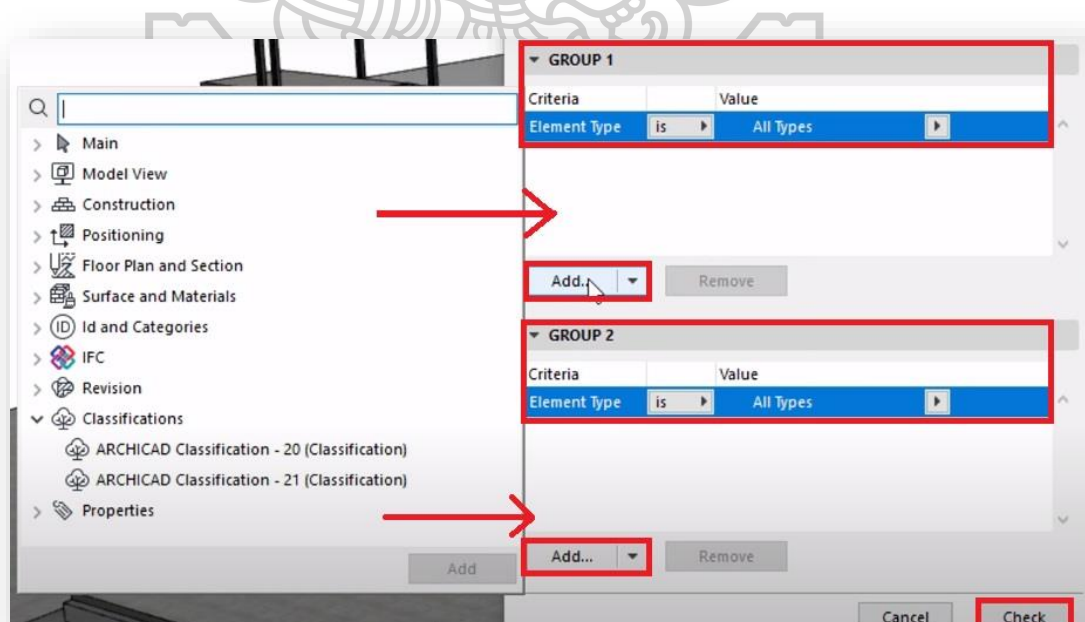 Main
Model View
Construction
Positioning
Floor Plan and Section
Surface and Materials
ID Id and Categories
IFC
Revision
Classifications
ARCHICAD Classification - 20 (Classification)
ARCHICAD Classification - 21 (Classification)
Properties
Add
GROUP 1
Criteria Value
Element Type is All Types
Add... Remove
GROUP 2
Criteria Value
Element Type is All Types
Add... Remove
Cancel Check